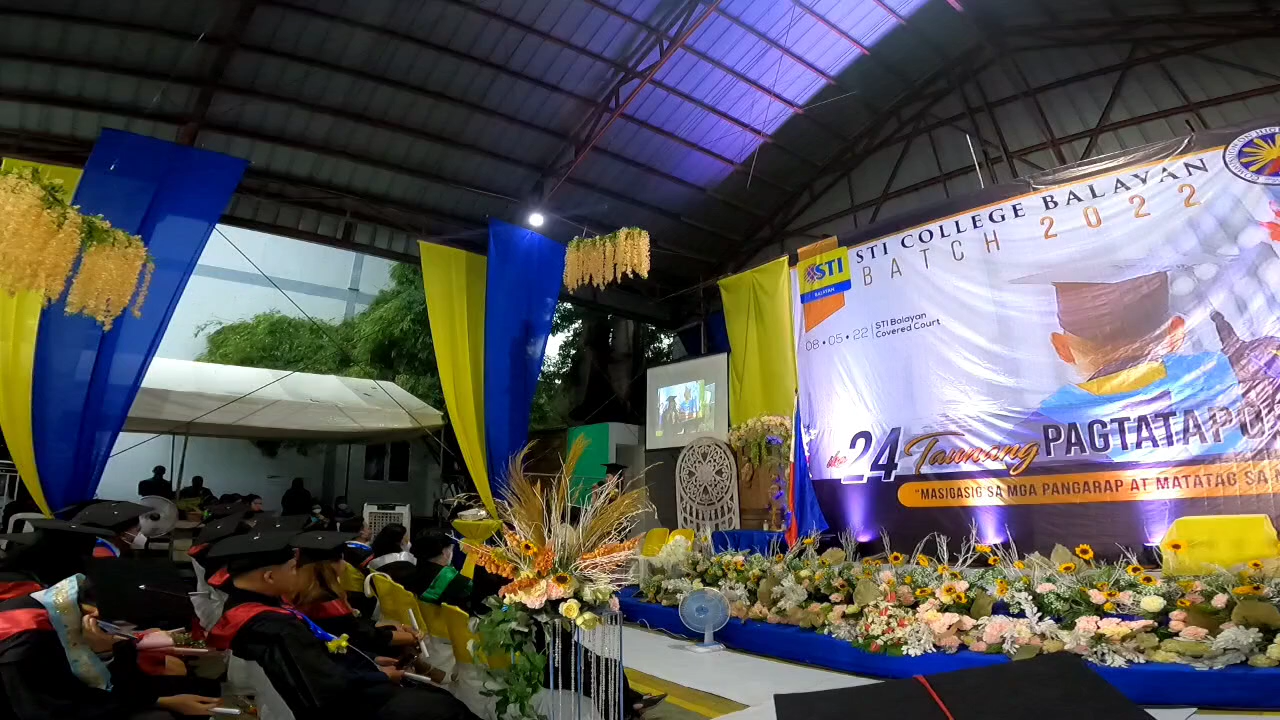 STI COLLEGE BALAYAN
BATCH 2022
STI
BALAYAN
08 • 05 • 22 | STI Balayan
Covered Court
the 24 Taunang PAGTATAPO
"MASIGASIG SA MGA PANGARAP AT MATATAG SA